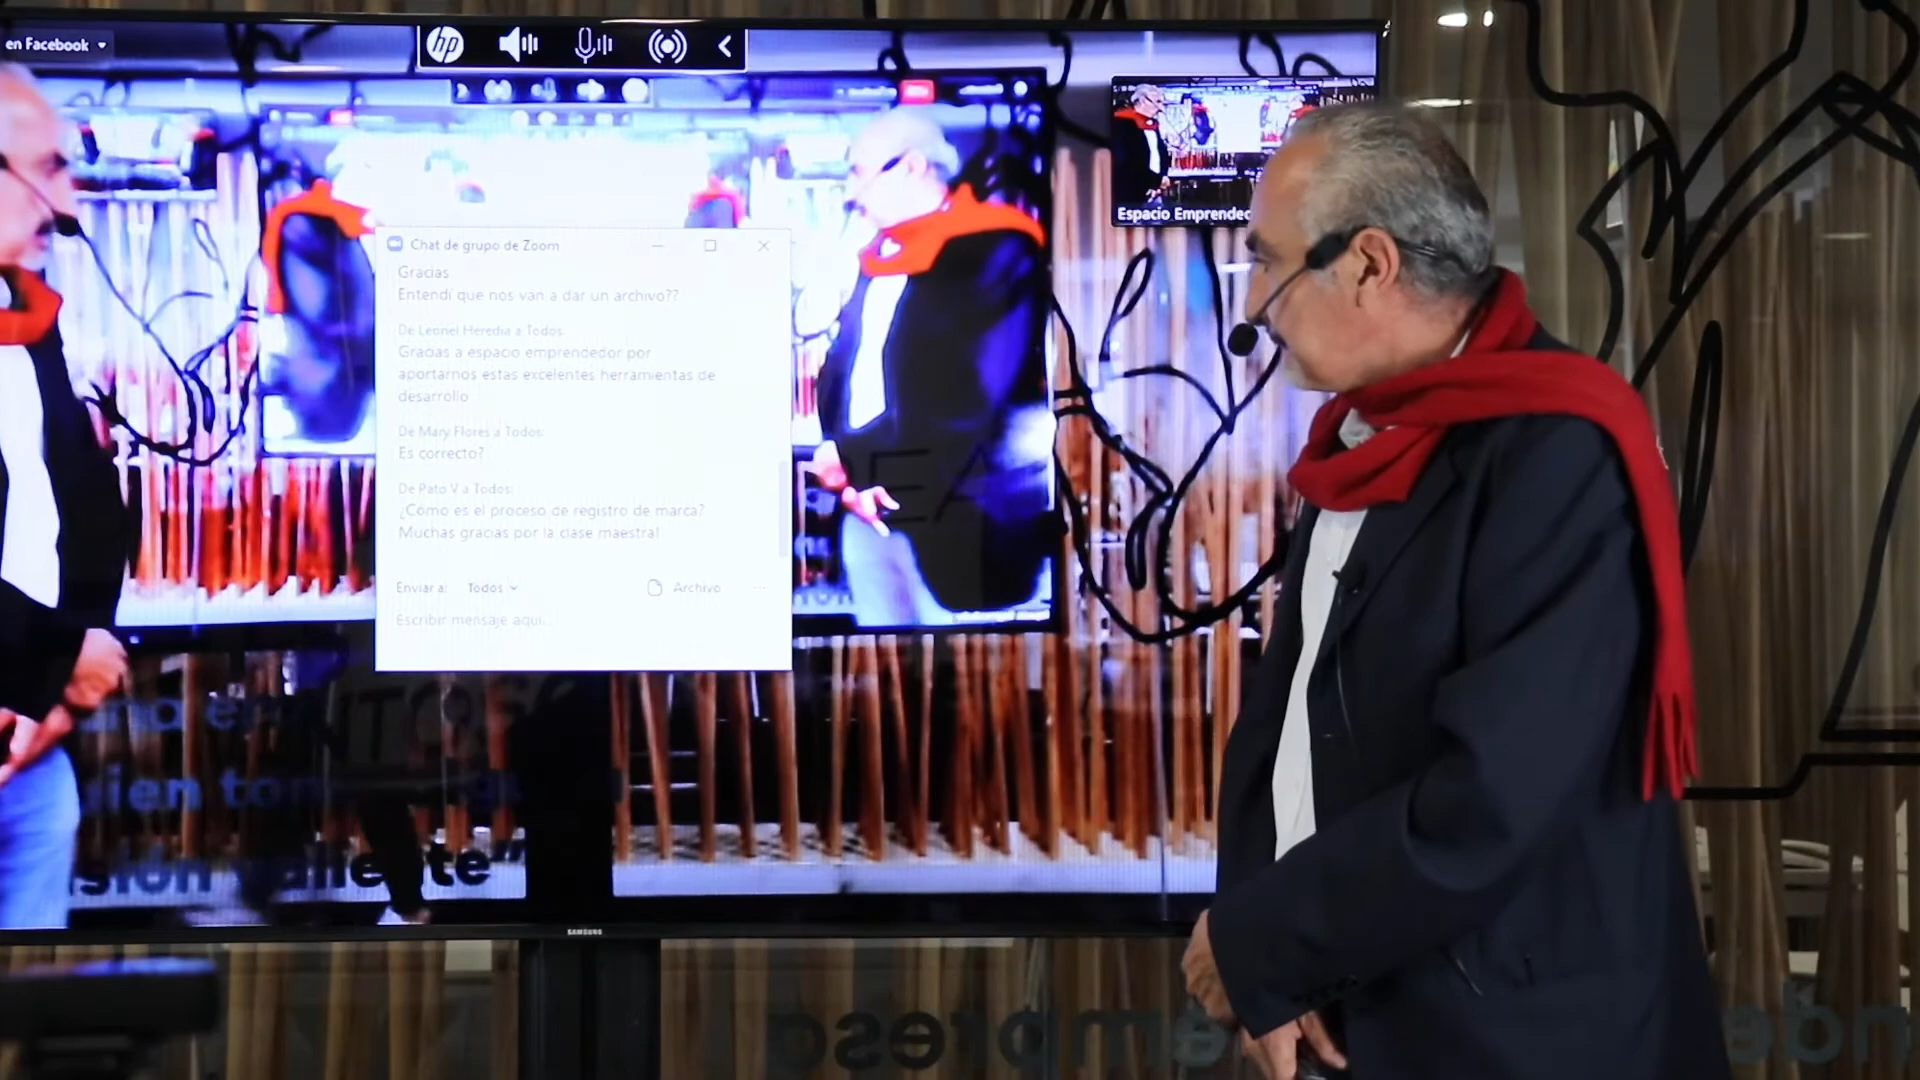 en Facebook
hp
Espacio Emprended
Chat de grupo de Zoom
Gracias
Entendí que nos van a dar un archivo??
De Leonel Heredia a Todos:
Gracias a espacio emprendedor por
aportarnos estas excelentes herramientas de
desarrollo
De Mary Flores a Todos:
Es correcto?
De Pato V a Todos:
¿Cómo es el proceso de registro de marca?
Muchas gracias por la clase maestral
Enviar a: Todos
Archivo
Escribir mensaje aquí...
SAMSUNG